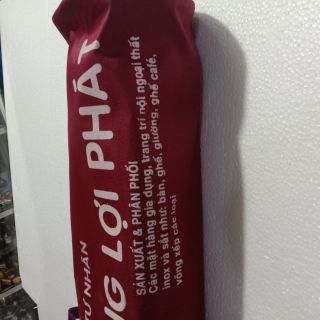 TƯ NHÂN
NG LỢI PHÁT
SẢN XUẤT & PHÂN PHỐI
Các mặt hàng gia dụng, trang trí nội ngoại thất
inox và sắt như: bàn, ghế, giường, ghế café,
võng xếp các loại